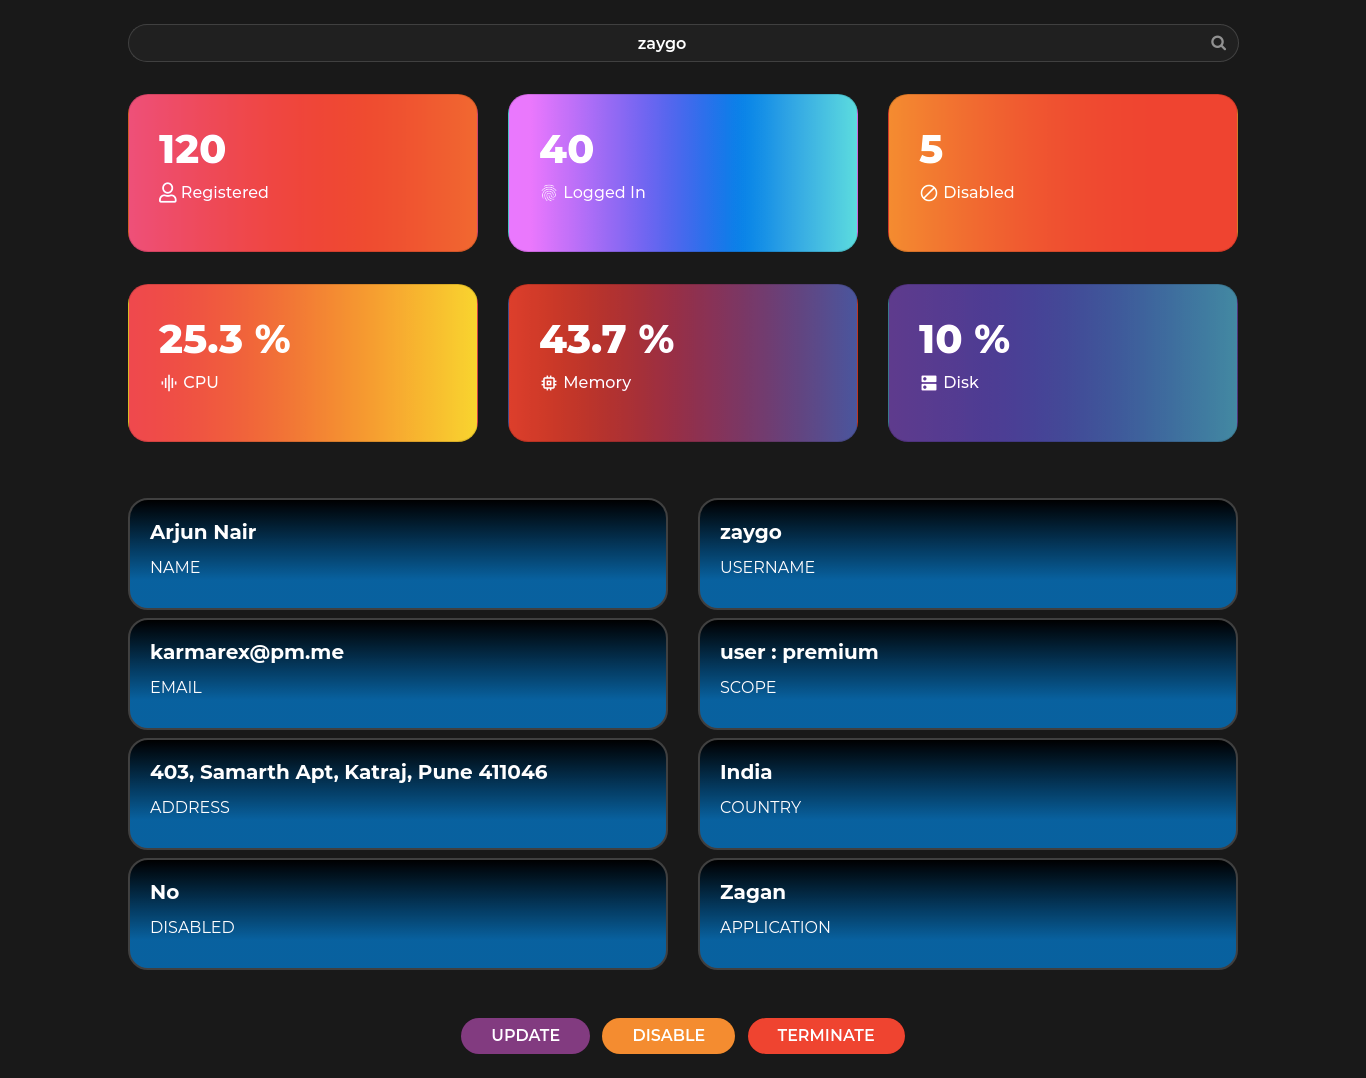 zaygo
120
Registered
40
Logged In
5
Disabled
25.3 %
CPU
43.7 %
Memory
10 %
Disk
Arjun Nair
NAME
zaygo
USERNAME
karmarex@pm.me
EMAIL
user : premium
SCOPE
403, Samarth Apt, Katraj, Pune 411046
ADDRESS
India
COUNTRY
No
DISABLED
Zagan
APPLICATION
UPDATE
DISABLE
TERMINATE